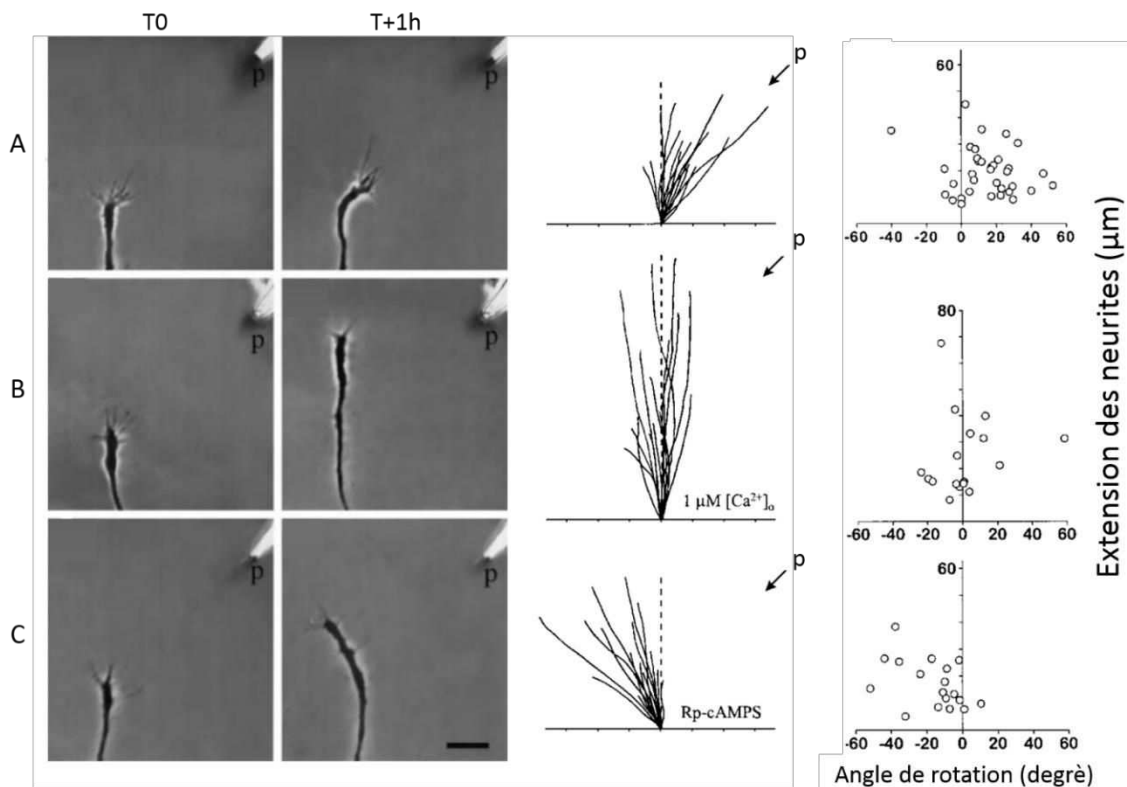 T0 T+1h
p p p 60
A
-60 -40 -20 0 20 40 60
p p p 80
B
1 µM [Ca²⁺]ₒ
-60 -40 -20 0 20 40 60
p p p 60
C
Rp-cAMPS
-60 -40 -20 0 20 40 60
Angle de rotation (degrè)
Extension des neurites (µm)